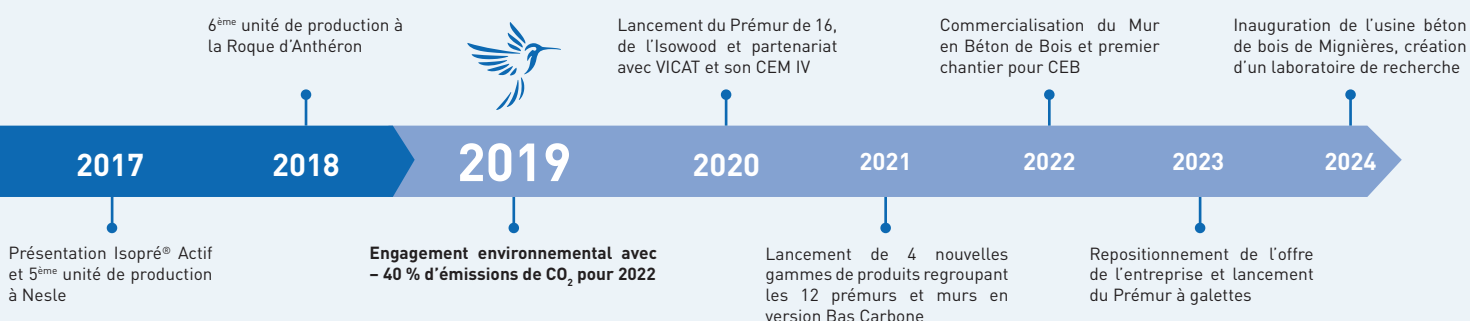 6ème unité de production à
la Roque d'Anthéron
Lancement du Prémur de 16,
de l'Isowood et partenariat
avec VICAT et son CEM IV
Commercialisation du Mur
en Béton de Bois et premier
chantier pour CEB
Inauguration de l'usine béton
de bois de Mignières, création
d'un laboratoire de recherche
2017
2018
2019
2020
2021
2022
2023
2024
Présentation Isopré® Actif
et 5ème unité de production
à Nesle
Engagement environnemental avec
– 40 % d'émissions de CO2 pour 2022
Lancement de 4 nouvelles
gammes de produits regroupant
les 12 prémurs et murs en
version Bas Carbone
Repositionnement de l'offre
de l'entreprise et lancement
du Prémur à galettes